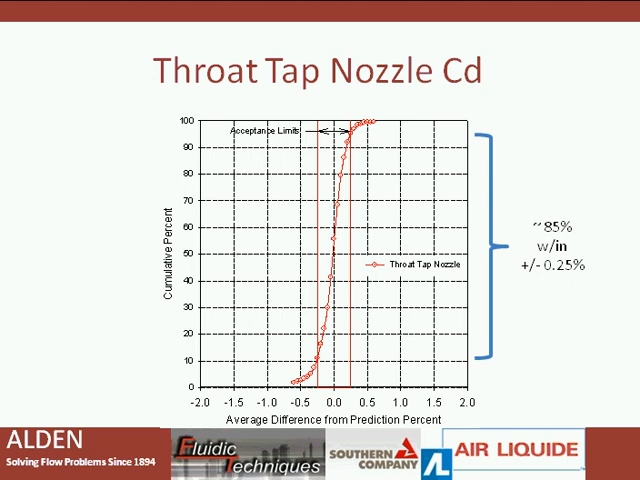 Throat Tap Nozzle Cd
100
90
80
70
60
50
40
30
20
10
0
Cumulative Percent
Acceptance Limits
Throat Tap Nozzle
-2.0 -1.5 -1.0 -0.5 0.0 0.5 1.0 1.5 2.0
Average Difference from Prediction Percent
~85%
w/in
+/- 0.25%
ALDEN
Solving Flow Problems Since 1894
Fluidic
Techniques
SOUTHERN
COMPANY
AL
AIR LIQUIDE